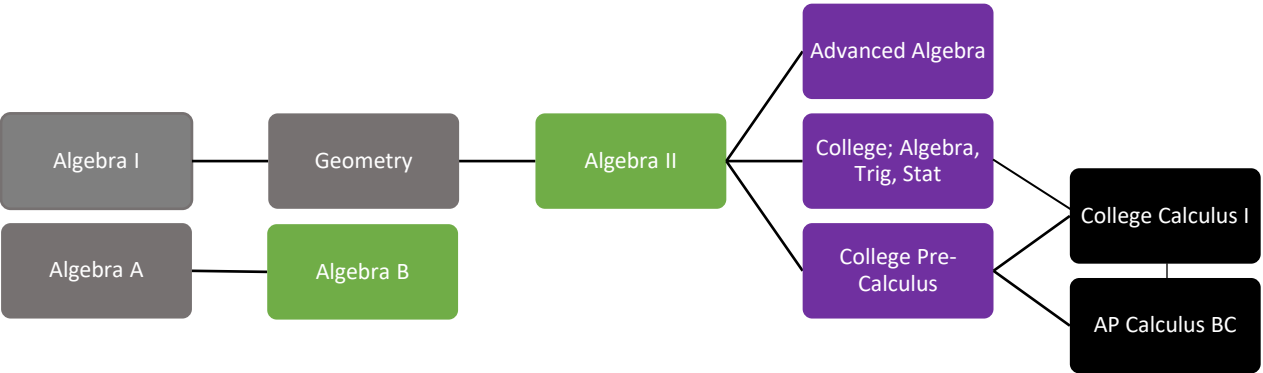 Advanced Algebra
Algebra I
Geometry
Algebra II
College; Algebra,
Trig, Stat
College Calculus I
Algebra A
Algebra B
College Pre-
Calculus
AP Calculus BC